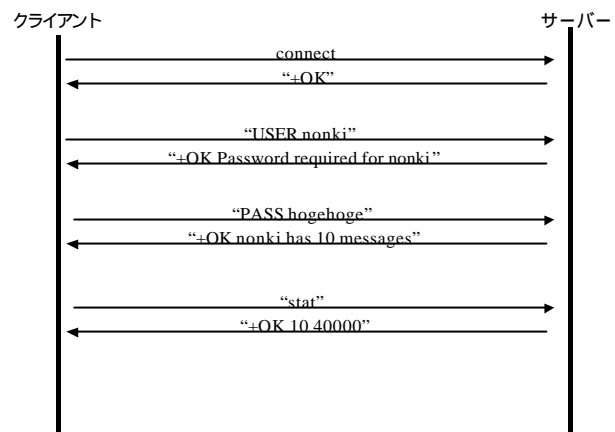 クライアント
サーバー
connect
“+OK”
“USER nonki”
“+OK Password required for nonki”
“PASS hogehoge”
“+OK nonki has 10 messages”
“stat”
“+OK 10 40000”